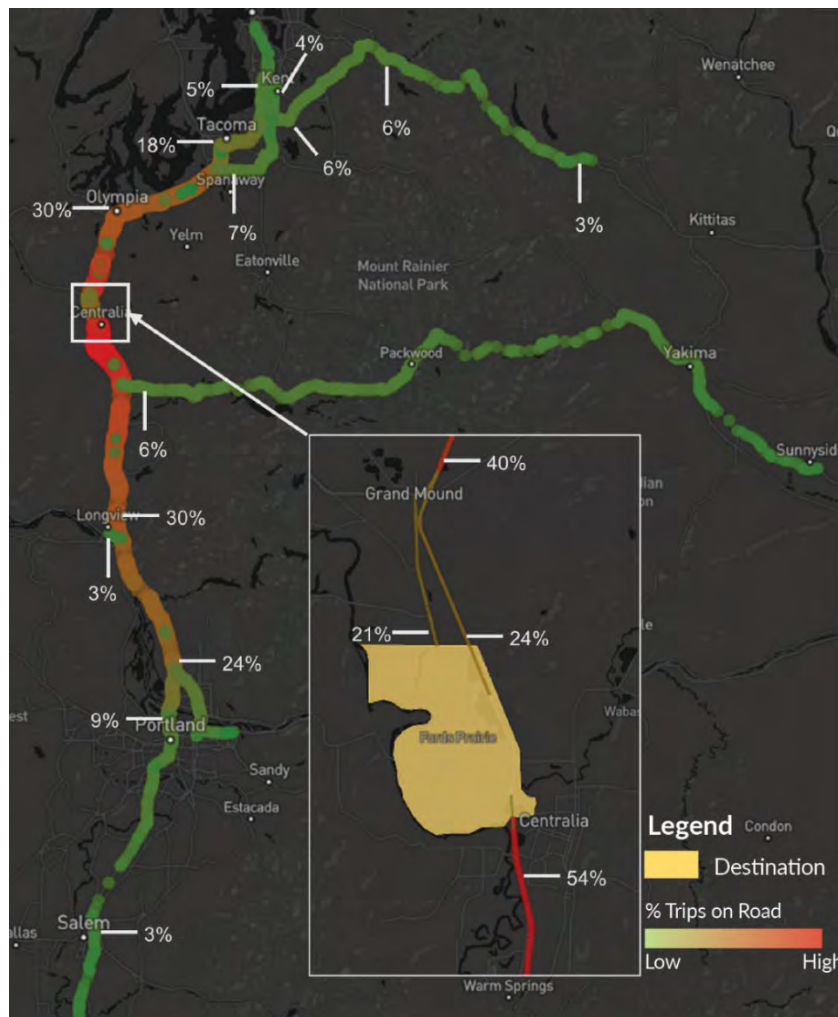 Wenatchee
4%
Kent
5%
6%
Tacoma
18%
6%
Spanaway
Olympia
30%
7%
3%
Kittitas
Yelm
Eatonville
Mount Rainier
National Park
Centralia
Packwood
Yakima
6%
Sunnyside
40%
Grand Mound
Longview
30%
3%
21%
24%
24%
9%
Portland
Fords Prairie
Sandy
Estacada
Centralia
Legend
Condon
Destination
54%
% Trips on Road
Salem
3%
Low
High
Warm Springs